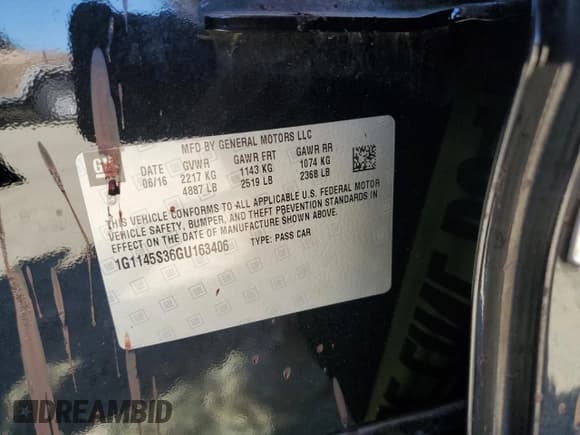 MFD BY GENERAL MOTORS LLC
GM
DATE GVWR GAWR FRT GAWR RR
06/16 2217 KG 1143 KG 1074 KG
4887 LB 2519 LB 2368 LB
THIS VEHICLE CONFORMS TO ALL APPLICABLE U.S. FEDERAL MOTOR
VEHICLE SAFETY, BUMPER, AND THEFT PREVENTION STANDARDS IN
EFFECT ON THE DATE OF MANUFACTURE SHOWN ABOVE.
1G1145S36GU163406 TYPE: PASS CAR
DREAMBID